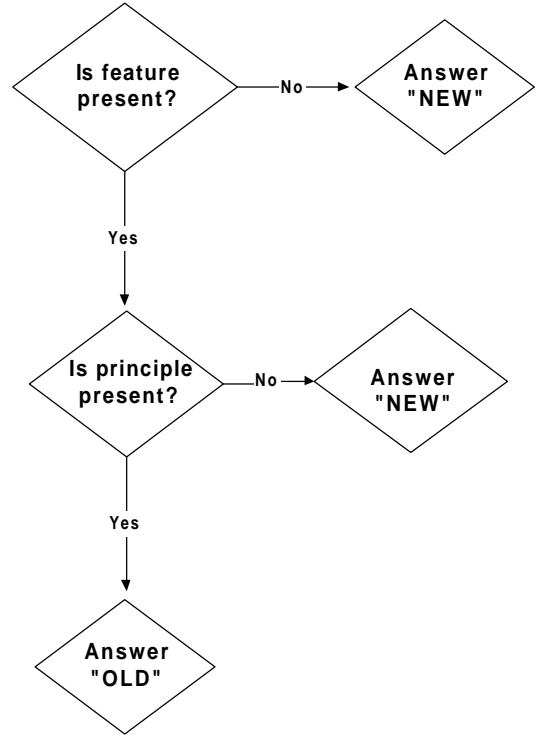 Is feature
present?
No
Answer
"NEW"
Yes
Is principle
present?
No
Answer
"NEW"
Yes
Answer
"OLD"